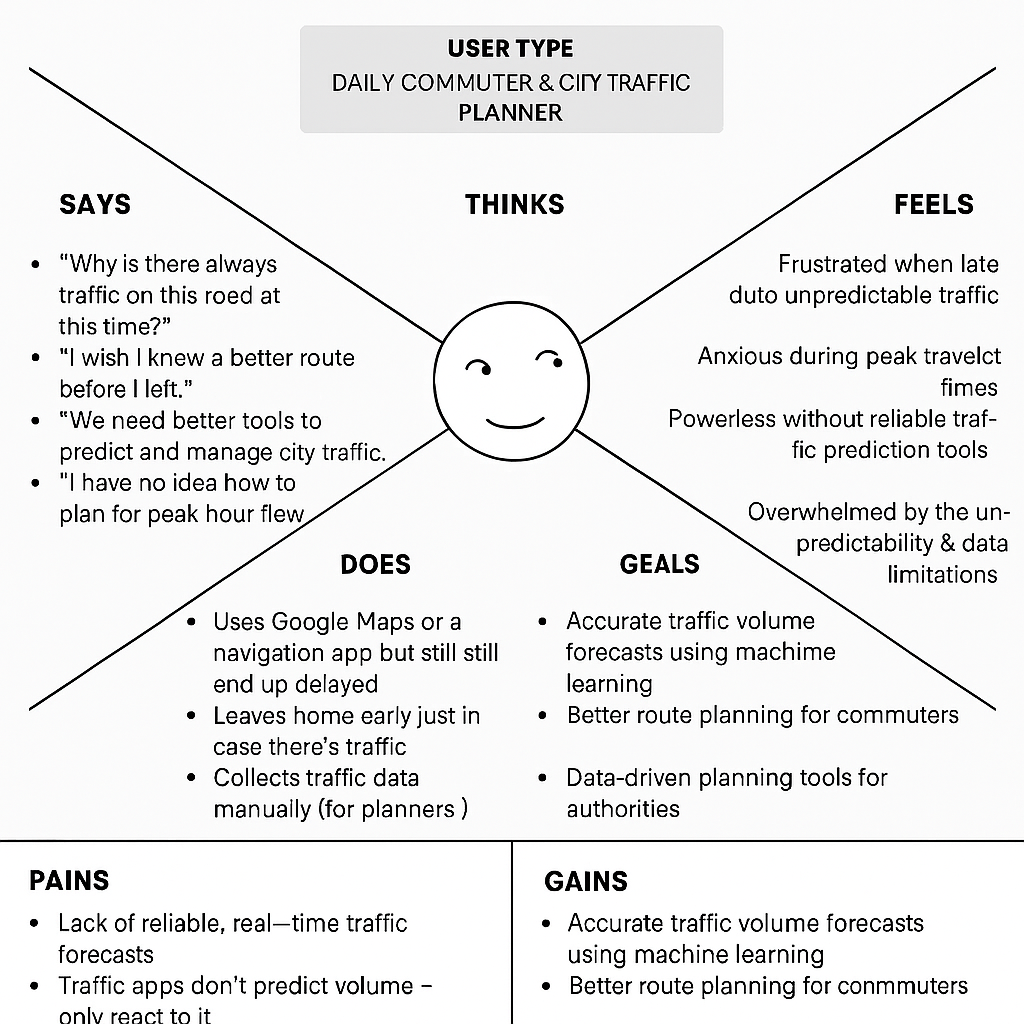 USER TYPE
DAILY COMMUTER & CITY TRAFFIC
PLANNER
SAYS
• "Why is there always
traffic on this roed at
this time?"
• "I wish I knew a better route
before I left."
• "We need better tools to
predict and manage city traffic.
• "I have no idea how to
plan for peak hour flew
THINKS
FEELS
Frustrated when late
duto unpredictable traffic
Anxious during peak travelct
fimes
Powerless without reliable traf-
fic prediction tools
Overwhelmed by the un-
predictability & data
limitations
DOES
• Uses Google Maps or a
navigation app but still still
end up delayed
• Leaves home early just in
case there's traffic
• Collects traffic data
manually (for planners )
GEALS
• Accurate traffic volume
forecasts using machime
learning
• Better route planning for commuters
• Data-driven planning tools for
authorities
PAINS
• Lack of reliable, real—time traffic
forecasts
• Traffic apps don't predict volume –
only react to it
GAINS
• Accurate traffic volume forecasts
using machine learning
• Better route planning for conmmuters